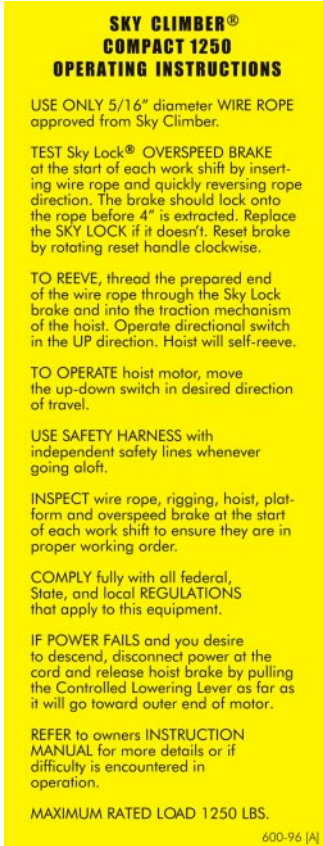 SKY CLIMBER®
COMPACT 1250
OPERATING INSTRUCTIONS
USE ONLY 5/16” diameter WIRE ROPE
approved from Sky Climber.
TEST Sky Lock® OVERSPEED BRAKE
at the start of each work shift by insert-
ing wire rope and quickly reversing rope
direction. The brake should lock onto
the rope before 4” is extracted. Replace
the SKY LOCK if it doesn’t. Reset brake
by rotating reset handle clockwise.
TO REEVE, thread the prepared end
of the wire rope through the Sky Lock
brake and into the traction mechanism
of the hoist. Operate directional switch
in the UP direction. Hoist will self-reeve.
TO OPERATE hoist motor, move
the up-down switch in desired direction
of travel.
USE SAFETY HARNESS with
independent safety lines whenever
going aloft.
INSPECT wire rope, rigging, hoist, plat-
form and overspeed brake at the start
of each work shift to ensure they are in
proper working order.
COMPLY fully with all federal,
State, and local REGULATIONS
that apply to this equipment.
IF POWER FAILS and you desire
to descend, disconnect power at the
cord and release hoist brake by pulling
the Controlled Lowering Lever as far as
it will go toward outer end of motor.
REFER to owners INSTRUCTION
MANUAL for more details or if
difficulty is encountered in
operation.
MAXIMUM RATED LOAD 1250 LBS.
600-96 [A]